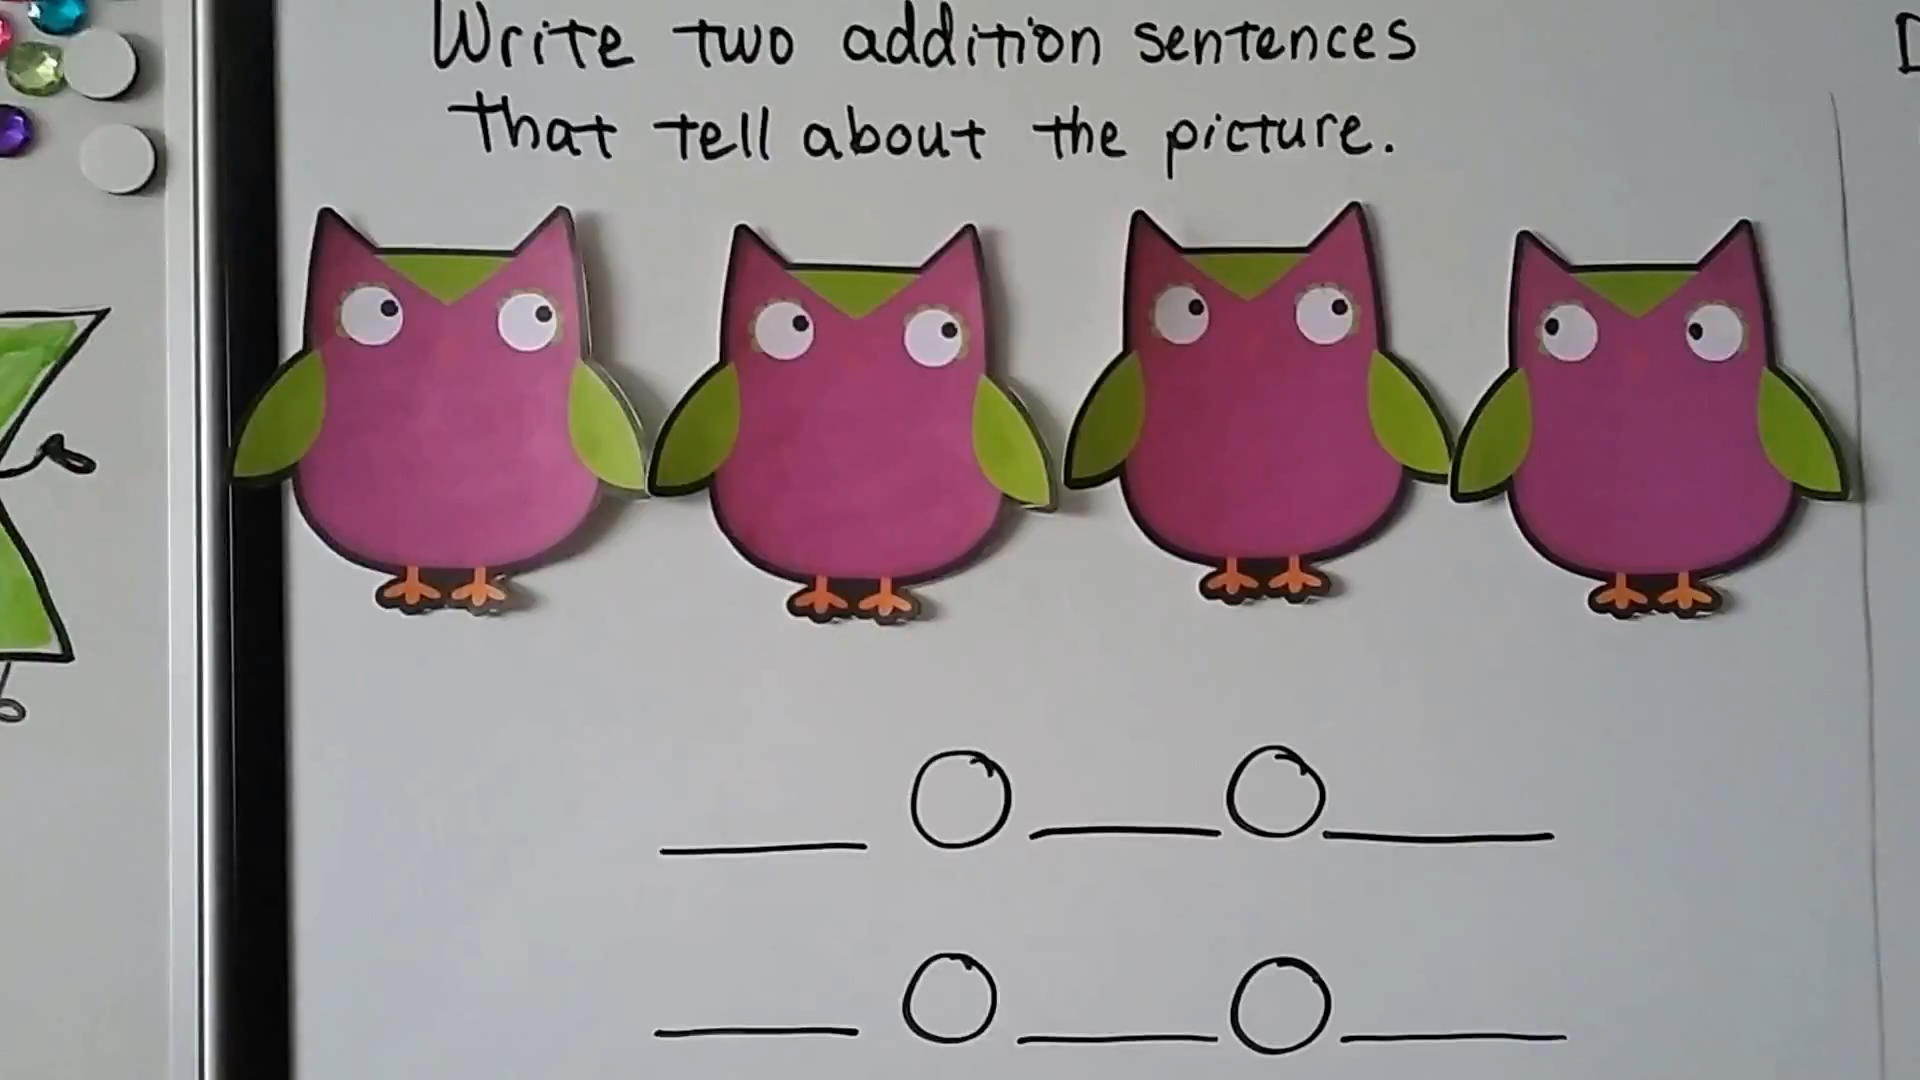 Write two addition sentences
that tell about the picture.